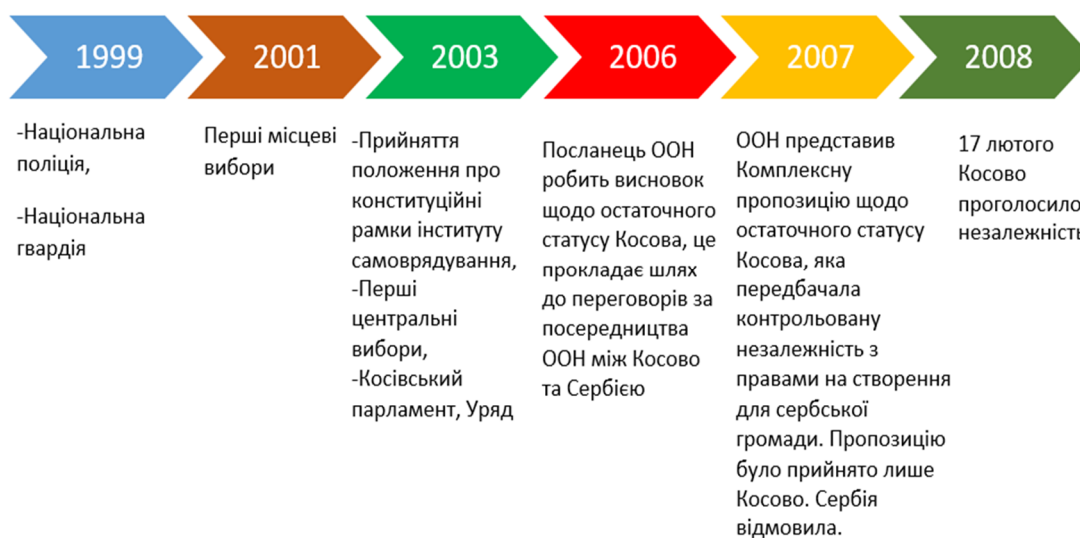 1999
2001
2003
2006
2007
2008
-Національна
поліція,
-Національна
гвардія
Перші місцеві
вибори
-Прийняття
положення про
конституційні
рамки інституту
самоврядування,
-Перші
центральні
вибори,
-Косівський
парламент, Уряд
Посланець ООН
робить висновок
щодо остаточного
статусу Косова, це
прокладає шлях
до переговорів за
посередництва
ООН між Косово
та Сербією
ООН представив
Комплексну
пропозицію щодо
остаточного статусу
Косова, яка
передбачала
контрольовану
незалежність з
правами на створення
для сербської
громади. Пропозицію
було прийнято лише
Косово. Сербія
відмовила.
17 лютого
Косово
проголосило
незалежність